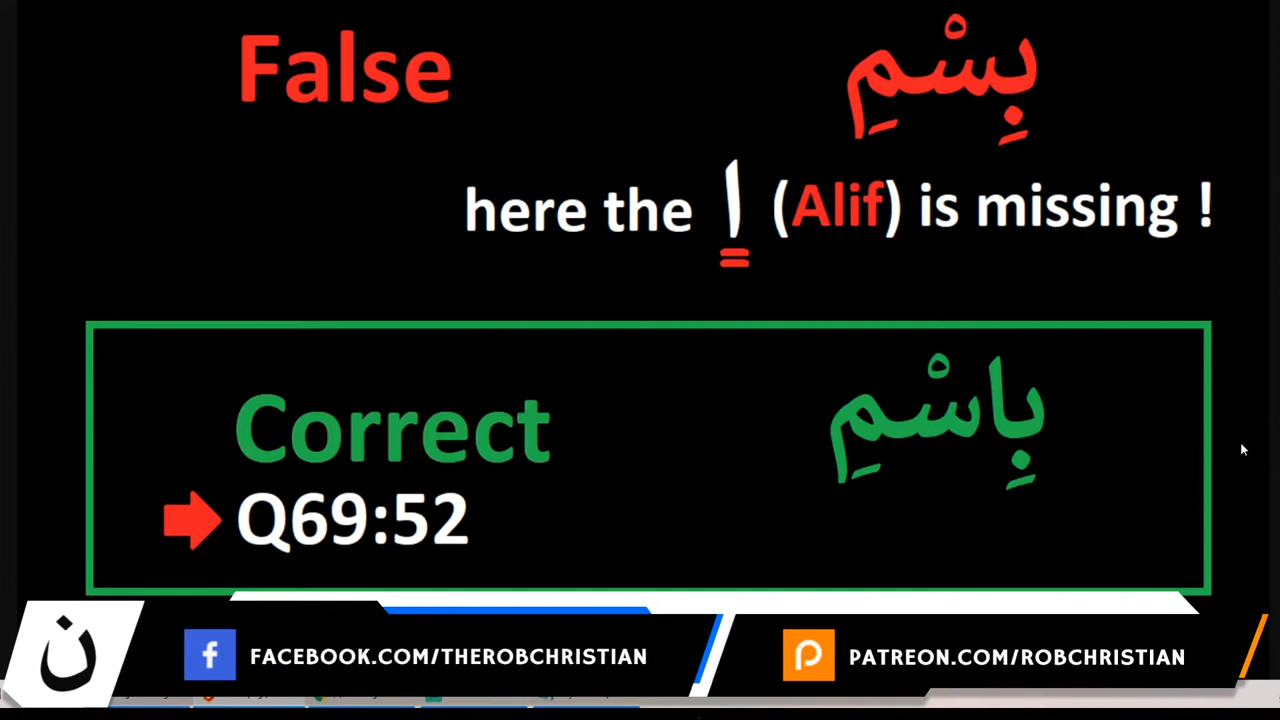 False بِسْمِ
here the ا (Alif) is missing !
=
Correct بِاسْمِ
Q69:52
ن FACEBOOK.COM/THEROBCHRISTIAN PATREON.COM/ROBCHRISTIAN